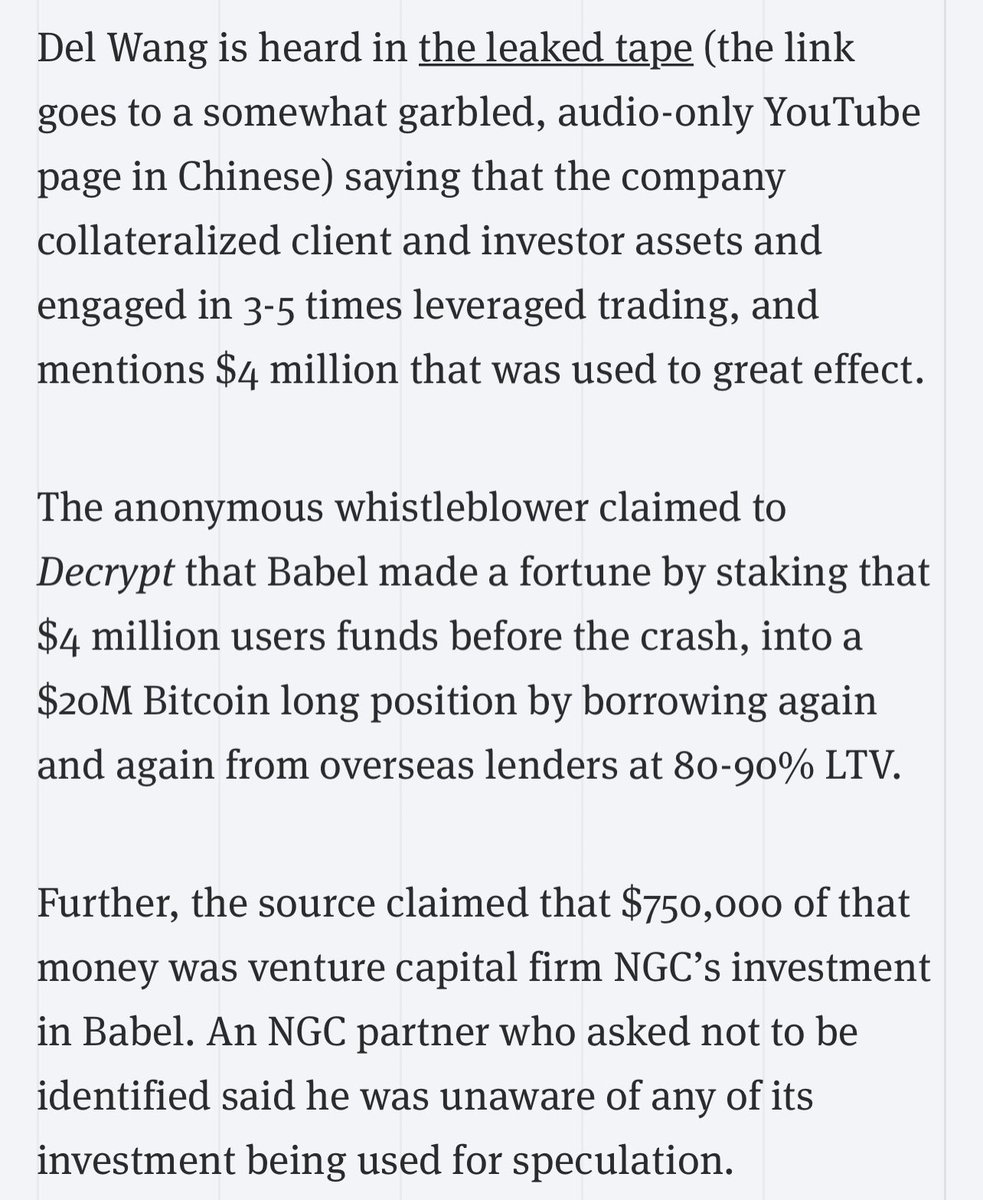 Del Wang is heard in the leaked tape (the link
goes to a somewhat garbled, audio-only YouTube
page in Chinese) saying that the company
collateralized client and investor assets and
engaged in 3-5 times leveraged trading, and
mentions $4 million that was used to great effect.
The anonymous whistleblower claimed to
Decrypt that Babel made a fortune by staking that
$4 million users funds before the crash, into a
$20M Bitcoin long position by borrowing again
and again from overseas lenders at 80-90% LTV.
Further, the source claimed that $750,000 of that
money was venture capital firm NGC’s investment
in Babel. An NGC partner who asked not to be
identified said he was unaware of any of its
investment being used for speculation.